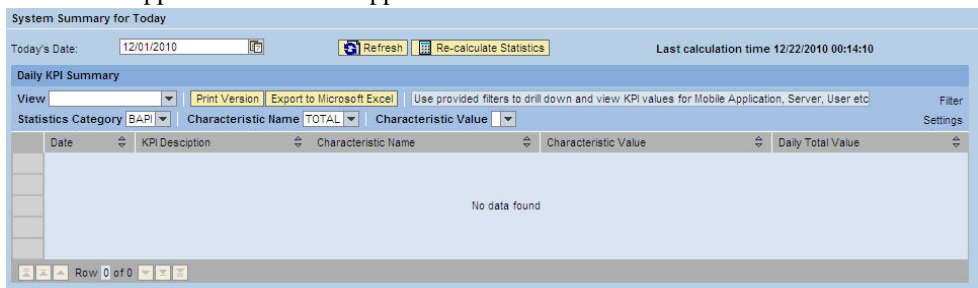 System Summary for Today
Today's Date: 12/01/2010 Refresh Re-calculate Statistics Last calculation time 12/22/2010 00:14:10
Daily KPI Summary
View Print Version Export to Microsoft Excel Use provided filters to drill down and view KPI values for Mobile Application, Server, User etc Filter
Statistics Category BAPI Characteristic Name TOTAL Characteristic Value Settings
Date KPI Desciption Characteristic Name Characteristic Value Daily Total Value
No data found
Row 0 of 0